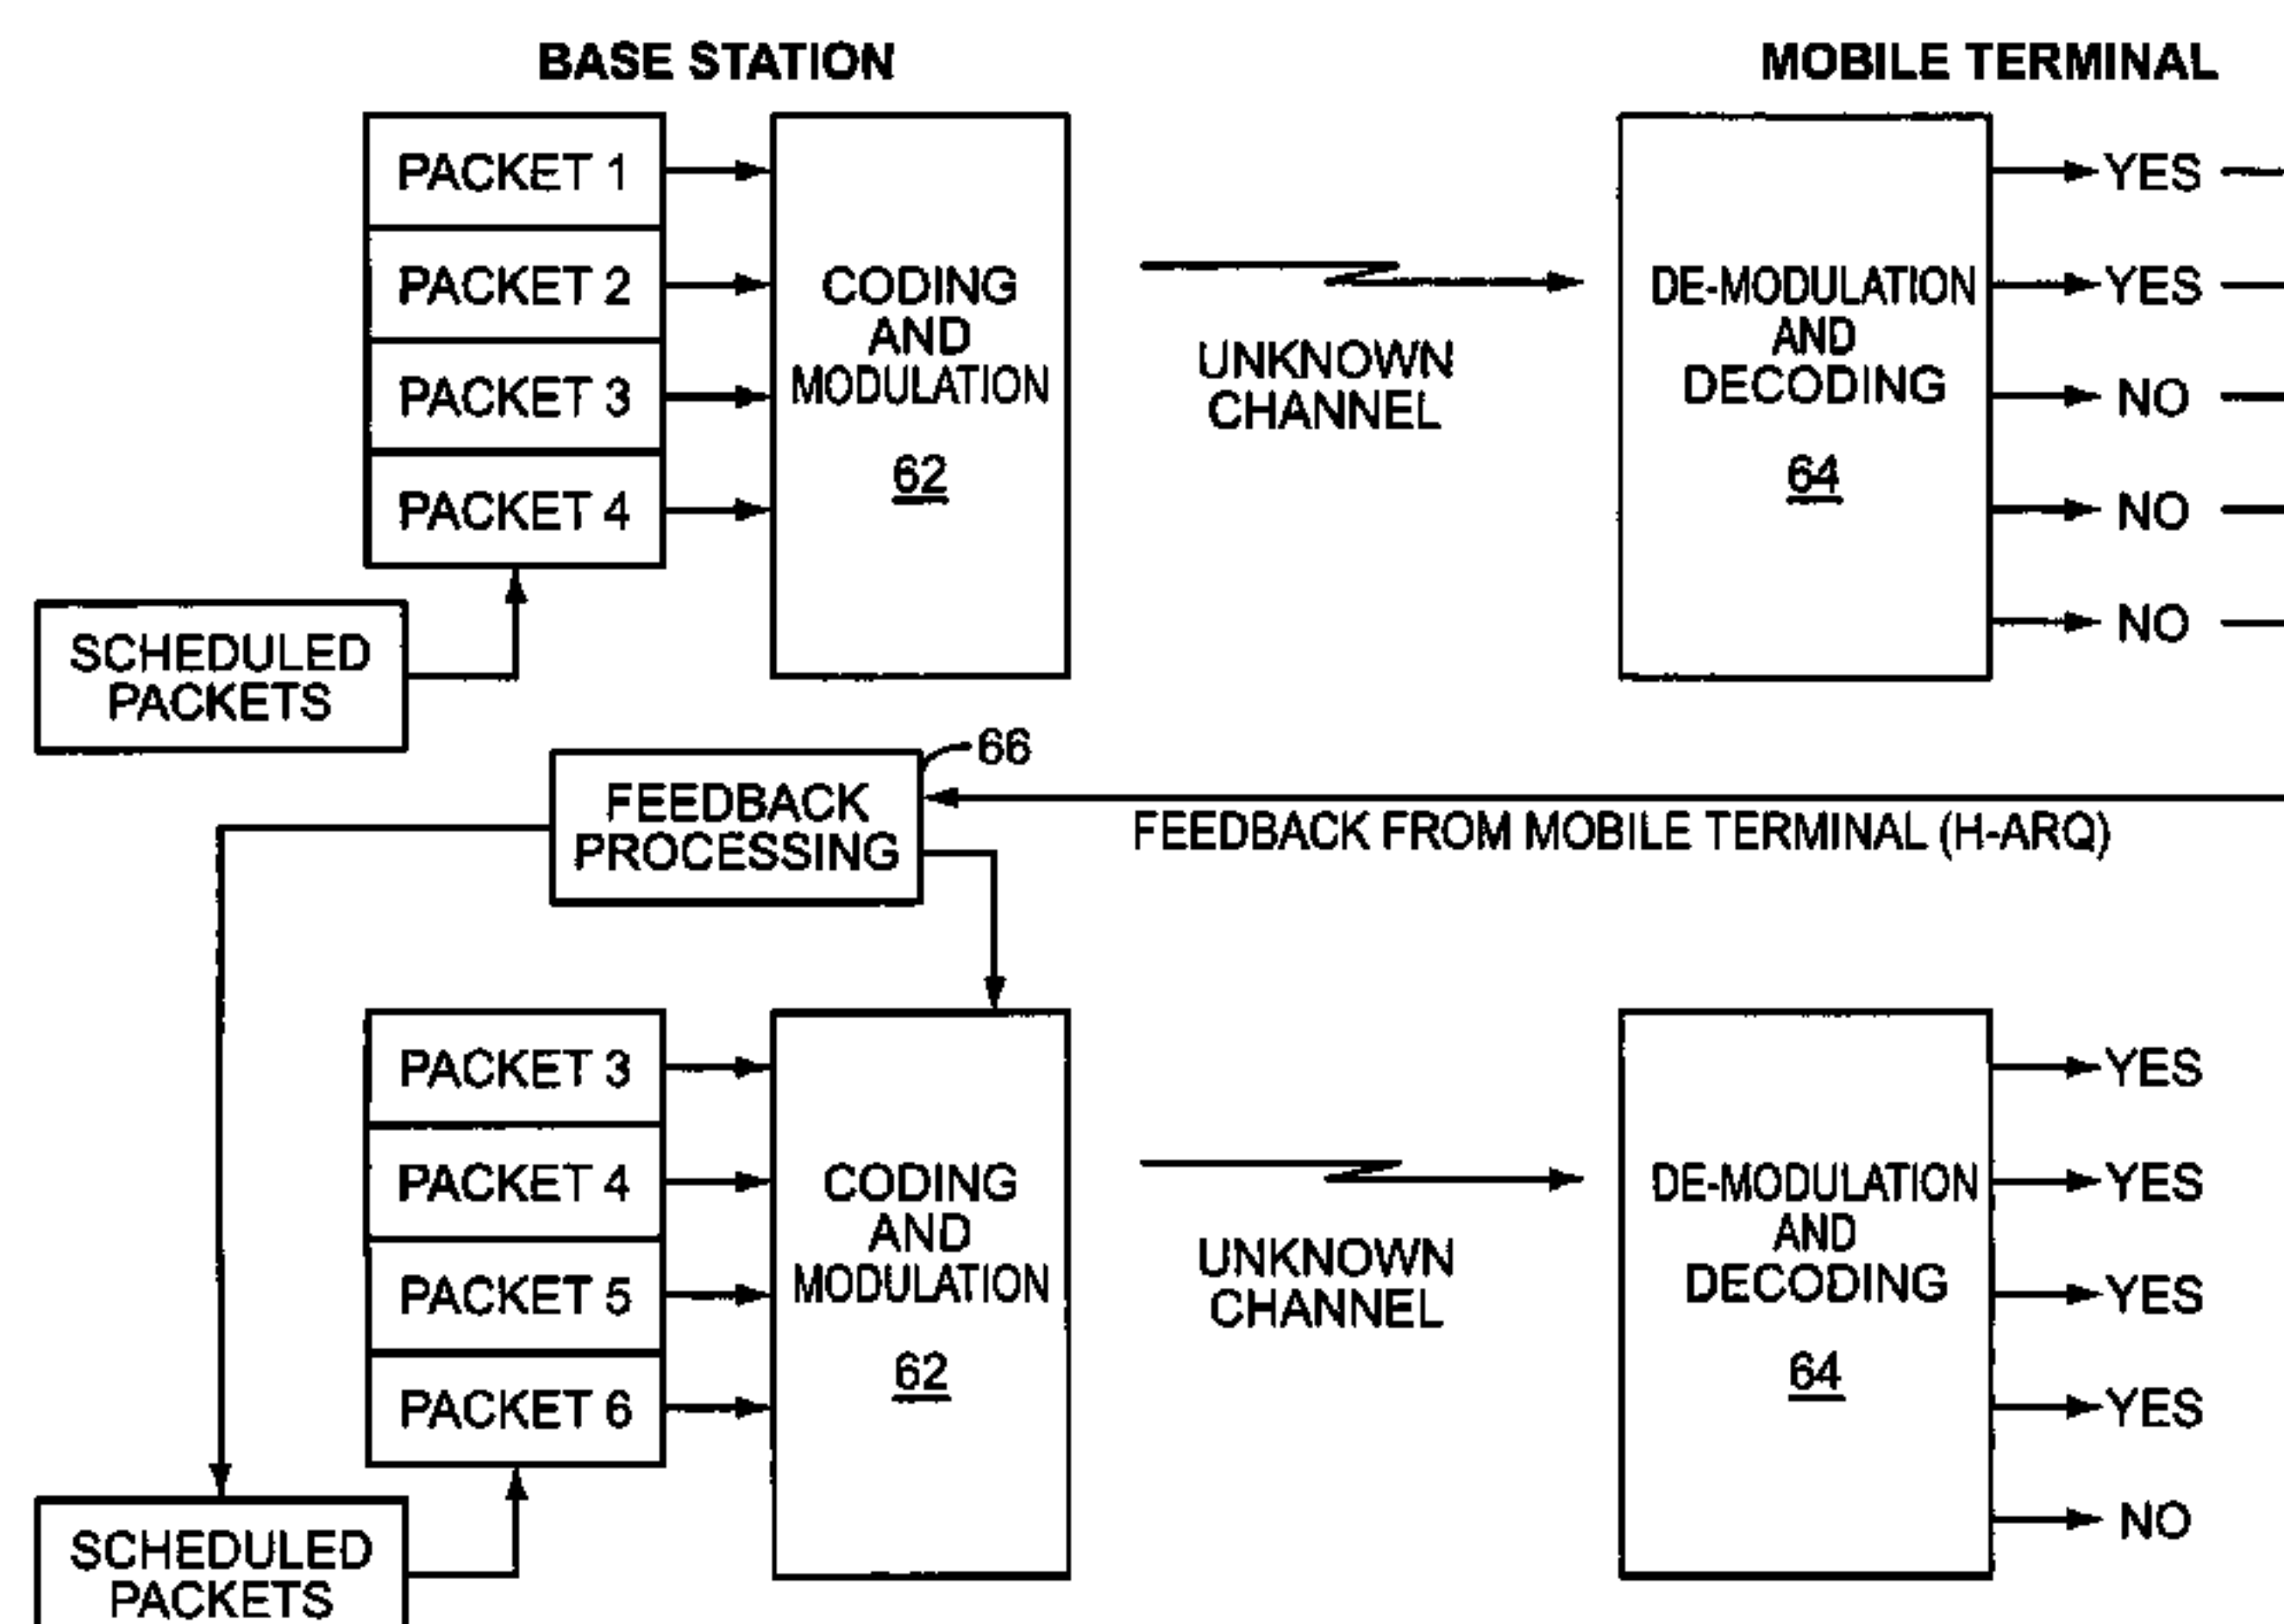 BASE STATION
MOBILE TERMINAL
PACKET 1
PACKET 2
PACKET 3
PACKET 4
CODING
AND
MODULATION
62
UNKNOWN
CHANNEL
DE-MODULATION
AND
DECODING
64
YES
YES
NO
NO
NO
SCHEDULED
PACKETS
66
FEEDBACK
PROCESSING
FEEDBACK FROM MOBILE TERMINAL (H-ARQ)
PACKET 3
PACKET 4
PACKET 5
PACKET 6
CODING
AND
MODULATION
62
UNKNOWN
CHANNEL
DE-MODULATION
AND
DECODING
64
YES
YES
YES
YES
NO
SCHEDULED
PACKETS